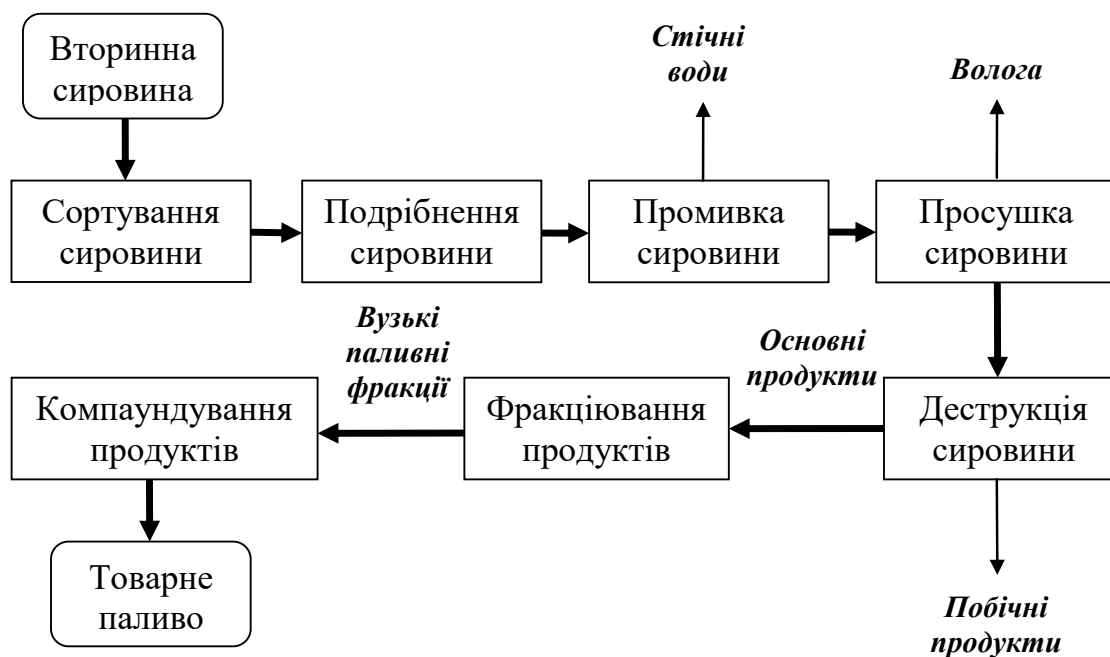 Вторинна
сировина
Стічні
води
Волога
Сортування
сировини
Подрібнення
сировини
Промивка
сировини
Просушка
сировини
Вузькі
паливні
фракції
Основні
продукти
Компаундування
продуктів
Фракціювання
продуктів
Деструкція
сировини
Товарне
паливо
Побічні
продукти